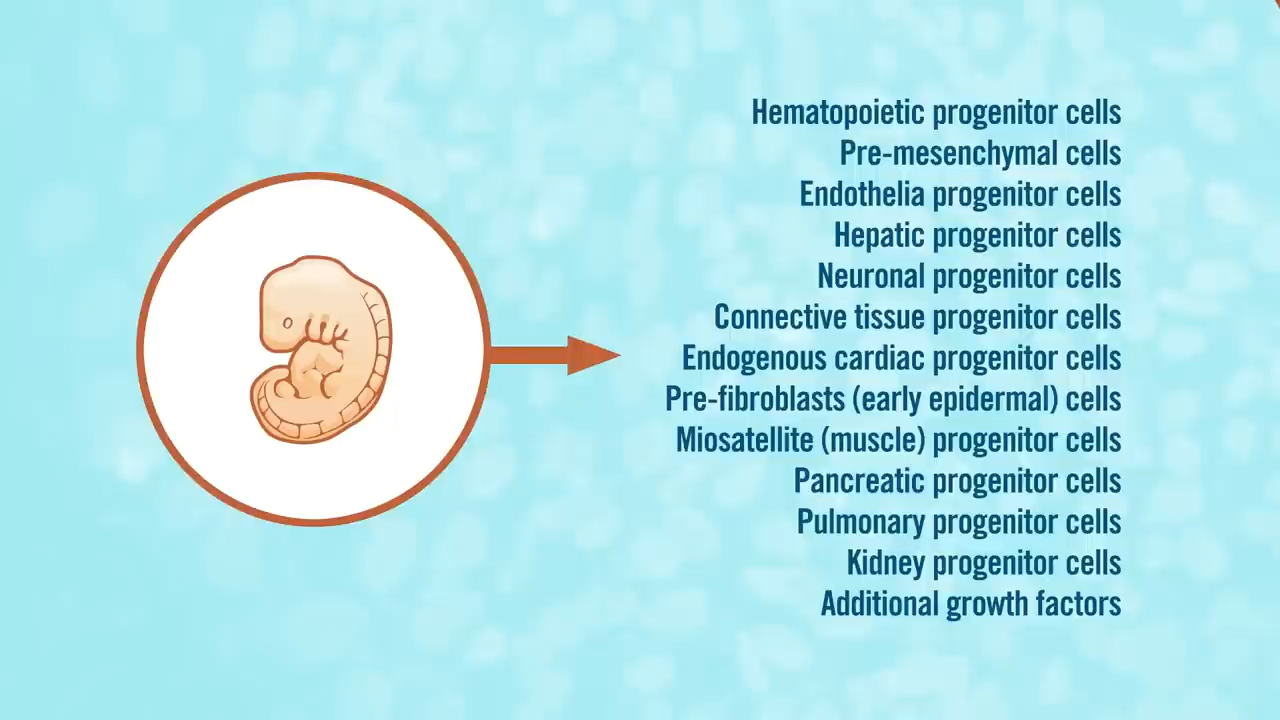 Hematopoietic progenitor cells
Pre-mesenchymal cells
Endothelia progenitor cells
Hepatic progenitor cells
Neuronal progenitor cells
Connective tissue progenitor cells
Endogenous cardiac progenitor cells
Pre-fibroblasts (early epidermal) cells
Miosatellite (muscle) progenitor cells
Pancreatic progenitor cells
Pulmonary progenitor cells
Kidney progenitor cells
Additional growth factors